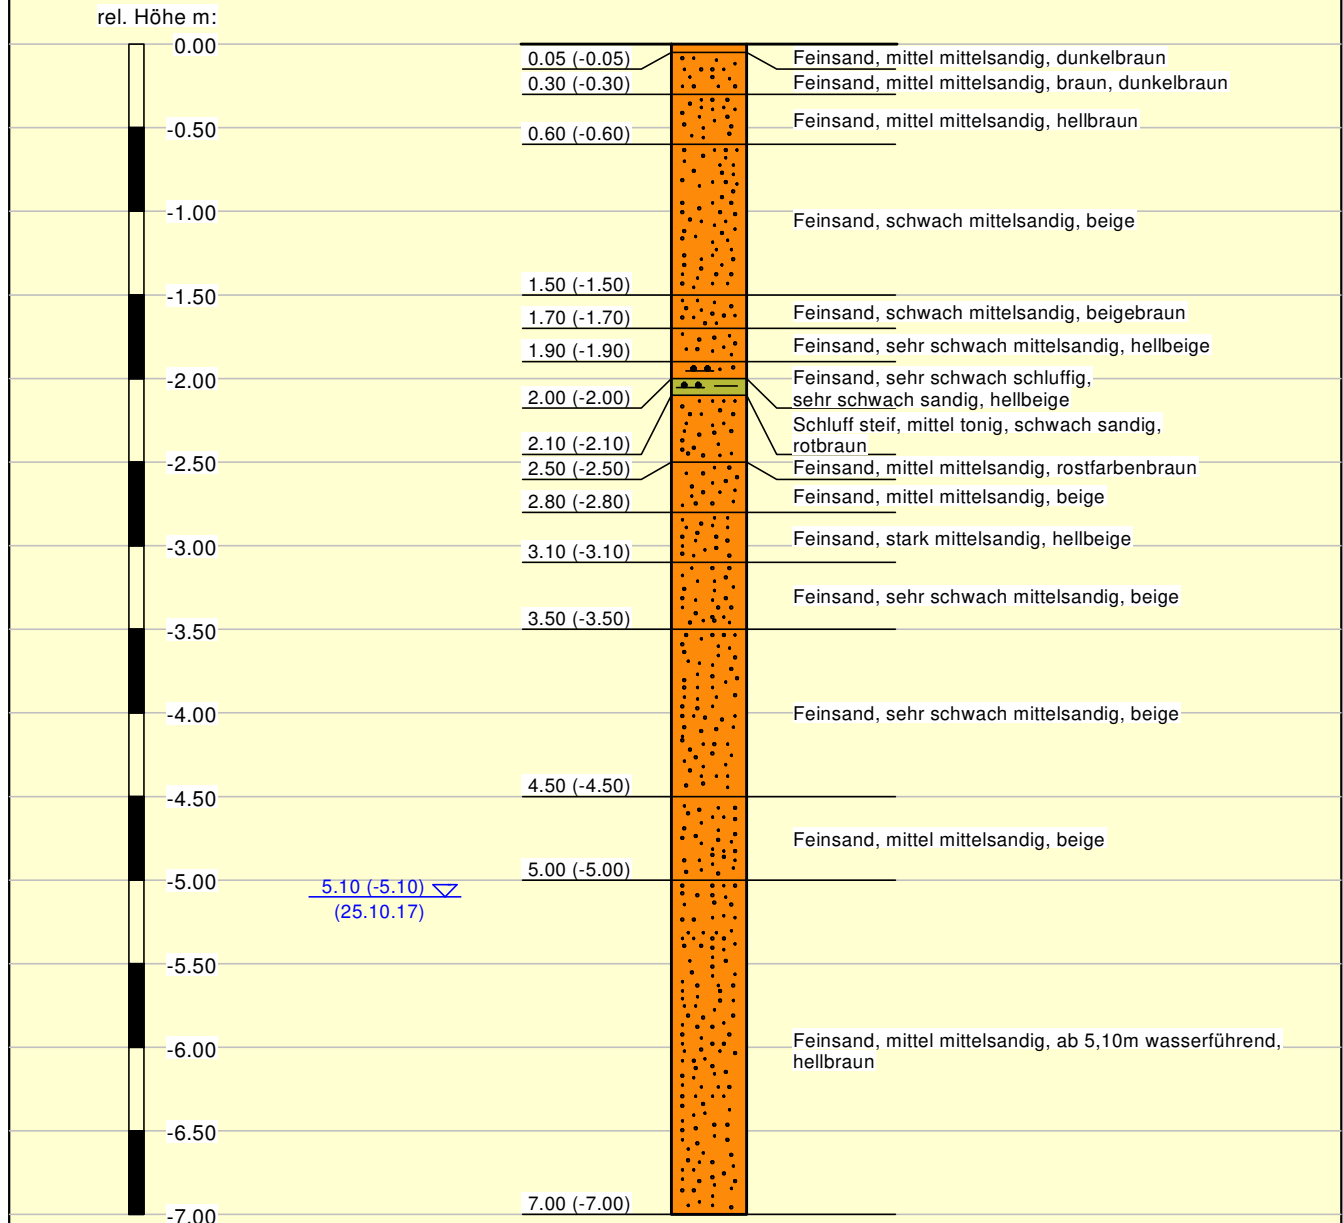 rel. Höhe m:
0.00
0.05 (-0.05)
Feinsand, mittel mittelsandig, dunkelbraun
0.30 (-0.30)
Feinsand, mittel mittelsandig, braun, dunkelbraun
-0.50
0.60 (-0.60)
Feinsand, mittel mittelsandig, hellbraun
-1.00
Feinsand, schwach mittelsandig, beige
1.50 (-1.50)
-1.50
1.70 (-1.70)
Feinsand, schwach mittelsandig, beigebraun
1.90 (-1.90)
Feinsand, sehr schwach mittelsandig, hellbeige
-2.00
2.00 (-2.00)
Feinsand, sehr schwach schluffig,
sehr schwach sandig, hellbeige
2.10 (-2.10)
Schluff steif, mittel tonig, schwach sandig,
rotbraun
-2.50
2.50 (-2.50)
Feinsand, mittel mittelsandig, rostfarbenbraun
2.80 (-2.80)
Feinsand, mittel mittelsandig, beige
-3.00
3.10 (-3.10)
Feinsand, stark mittelsandig, hellbeige
3.50 (-3.50)
Feinsand, sehr schwach mittelsandig, beige
-3.50
-4.00
Feinsand, sehr schwach mittelsandig, beige
4.50 (-4.50)
-4.50
Feinsand, mittel mittelsandig, beige
5.00 (-5.00)
-5.00
5.10 (-5.10)
(25.10.17)
-5.50
-6.00
Feinsand, mittel mittelsandig, ab 5,10m wasserführend,
hellbraun
-6.50
7.00 (-7.00)
-7.00